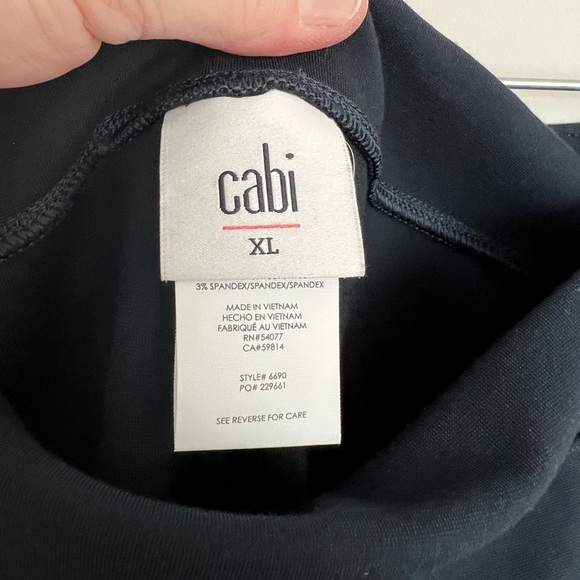 cabi
XL
3% SPANDEX/SPANDEX/SPANDEX
MADE IN VIETNAM
HECHO EN VIETNAM
FABRIQUÉ AU VIETNAM
RN#54077
CA#59814
STYLE# 6690
PO# 229661
SEE REVERSE FOR CARE